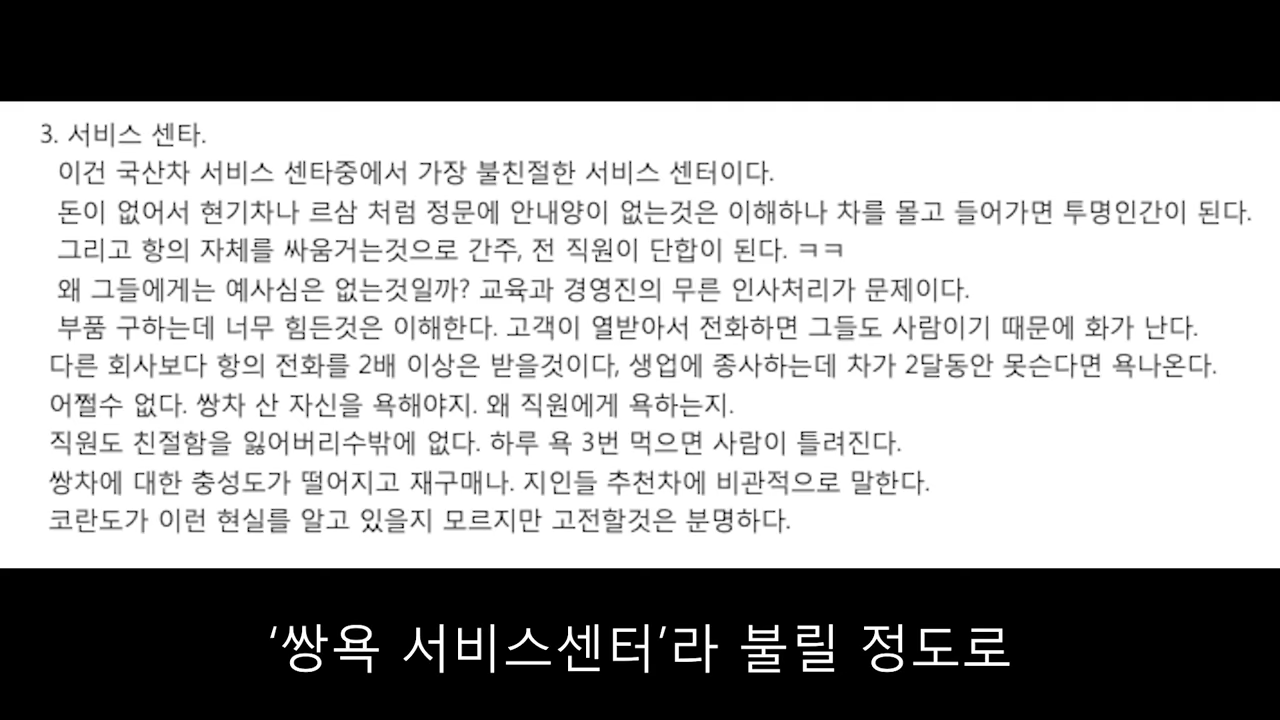 3. 서비스 센타.
이건 국산차 서비스 센타중에서 가장 불친절한 서비스 센터이다.
돈이 없어서 현기차나 르삼 처럼 정문에 안내양이 없는것은 이해하나 차를 몰고 들어가면 투명인간이 된다.
그리고 항의 자체를 싸움거는것으로 간주, 전 직원이 단합이 된다. ㅋㅋ
왜 그들에게는 예사심은 없는것일까? 교육과 경영진의 무른 인사처리가 문제이다.
부품 구하는데 너무 힘든것은 이해한다. 고객이 열받아서 전화하면 그들도 사람이기 때문에 화가 난다.
다른 회사보다 항의 전화를 2배 이상은 받을것이다, 생업에 종사하는데 차가 2달동안 못슨다면 욕나온다.
어쩔수 없다. 쌍차 산 자신을 욕해야지. 왜 직원에게 욕하는지.
직원도 친절함을 잃어버리수밖에 없다. 하루 욕 3번 먹으면 사람이 틀려진다.
쌍차에 대한 충성도가 떨어지고 재구매나. 지인들 추천차에 비관적으로 말한다.
코란도가 이런 현실를 알고 있을지 모르지만 고전할것은 분명하다.
‘쌍욕 서비스센터’라 불릴 정도로